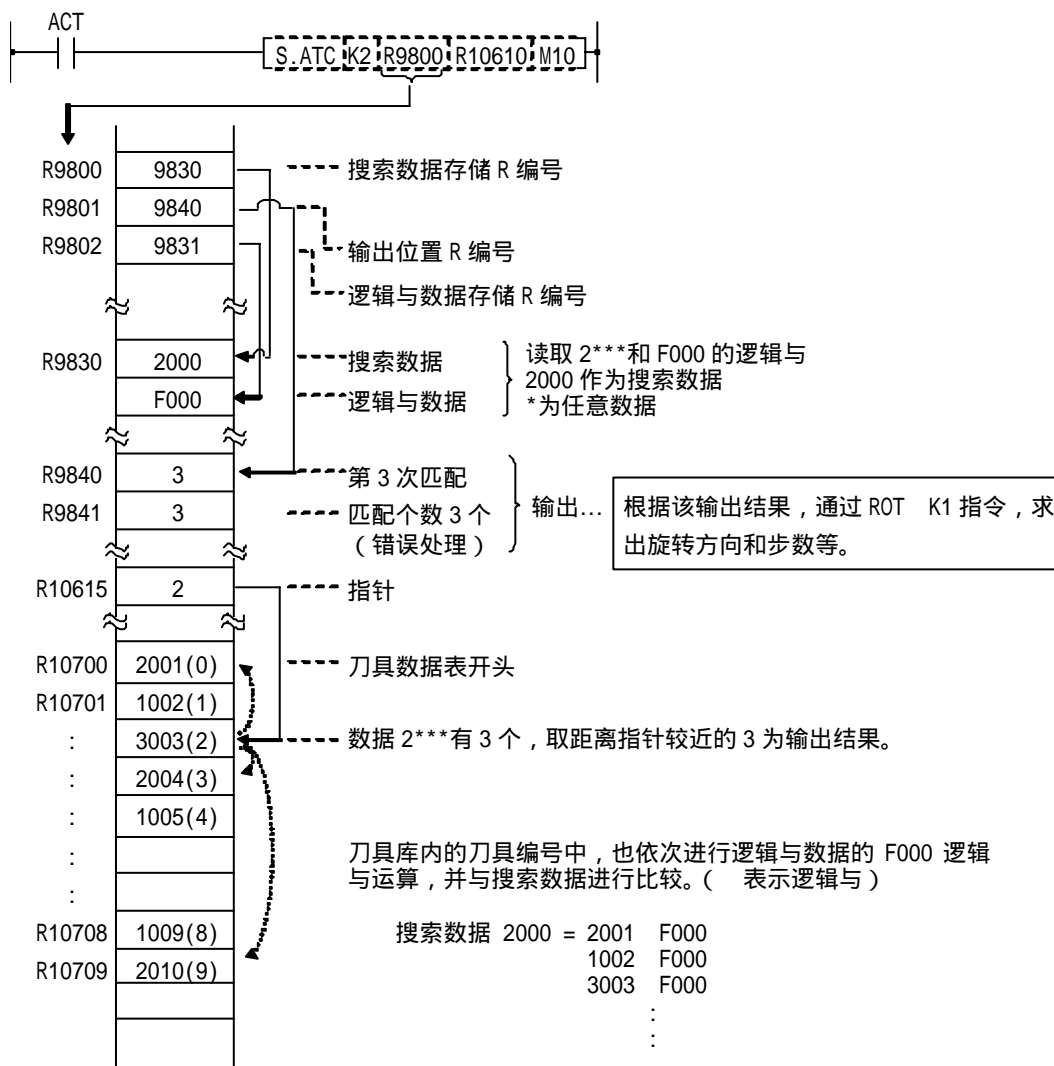 ACT
S.ATC K2 R9800 R10610 M10
R9800 9830 搜索数据存储 R 编号
R9801 9840
R9802 9831
输出位置 R 编号
逻辑与数据存储 R 编号
R9830 2000 搜索数据
F000 逻辑与数据
读取 2***和 F000 的逻辑与
2000 作为搜索数据
*为任意数据
R9840 3 第 3 次匹配
R9841 3 匹配个数 3 个
（错误处理）
输出…
根据该输出结果，通过 ROT K1 指令，求
出旋转方向和步数等。
R10615 2 指针
R10700 2001(0) 刀具数据表开头
R10701 1002(1)
: 3003(2) 数据 2***有 3 个，取距离指针较近的 3 为输出结果。
: 2004(3)
: 1005(4)
:
:
刀具库内的刀具编号中，也依次进行逻辑与数据的 F000 逻辑
与运算，并与搜索数据进行比较。（ 表示逻辑与）
R10708 1009(8)
R10709 2010(9)
搜索数据 2000 = 2001 F000
1002 F000
3003 F000
:
: